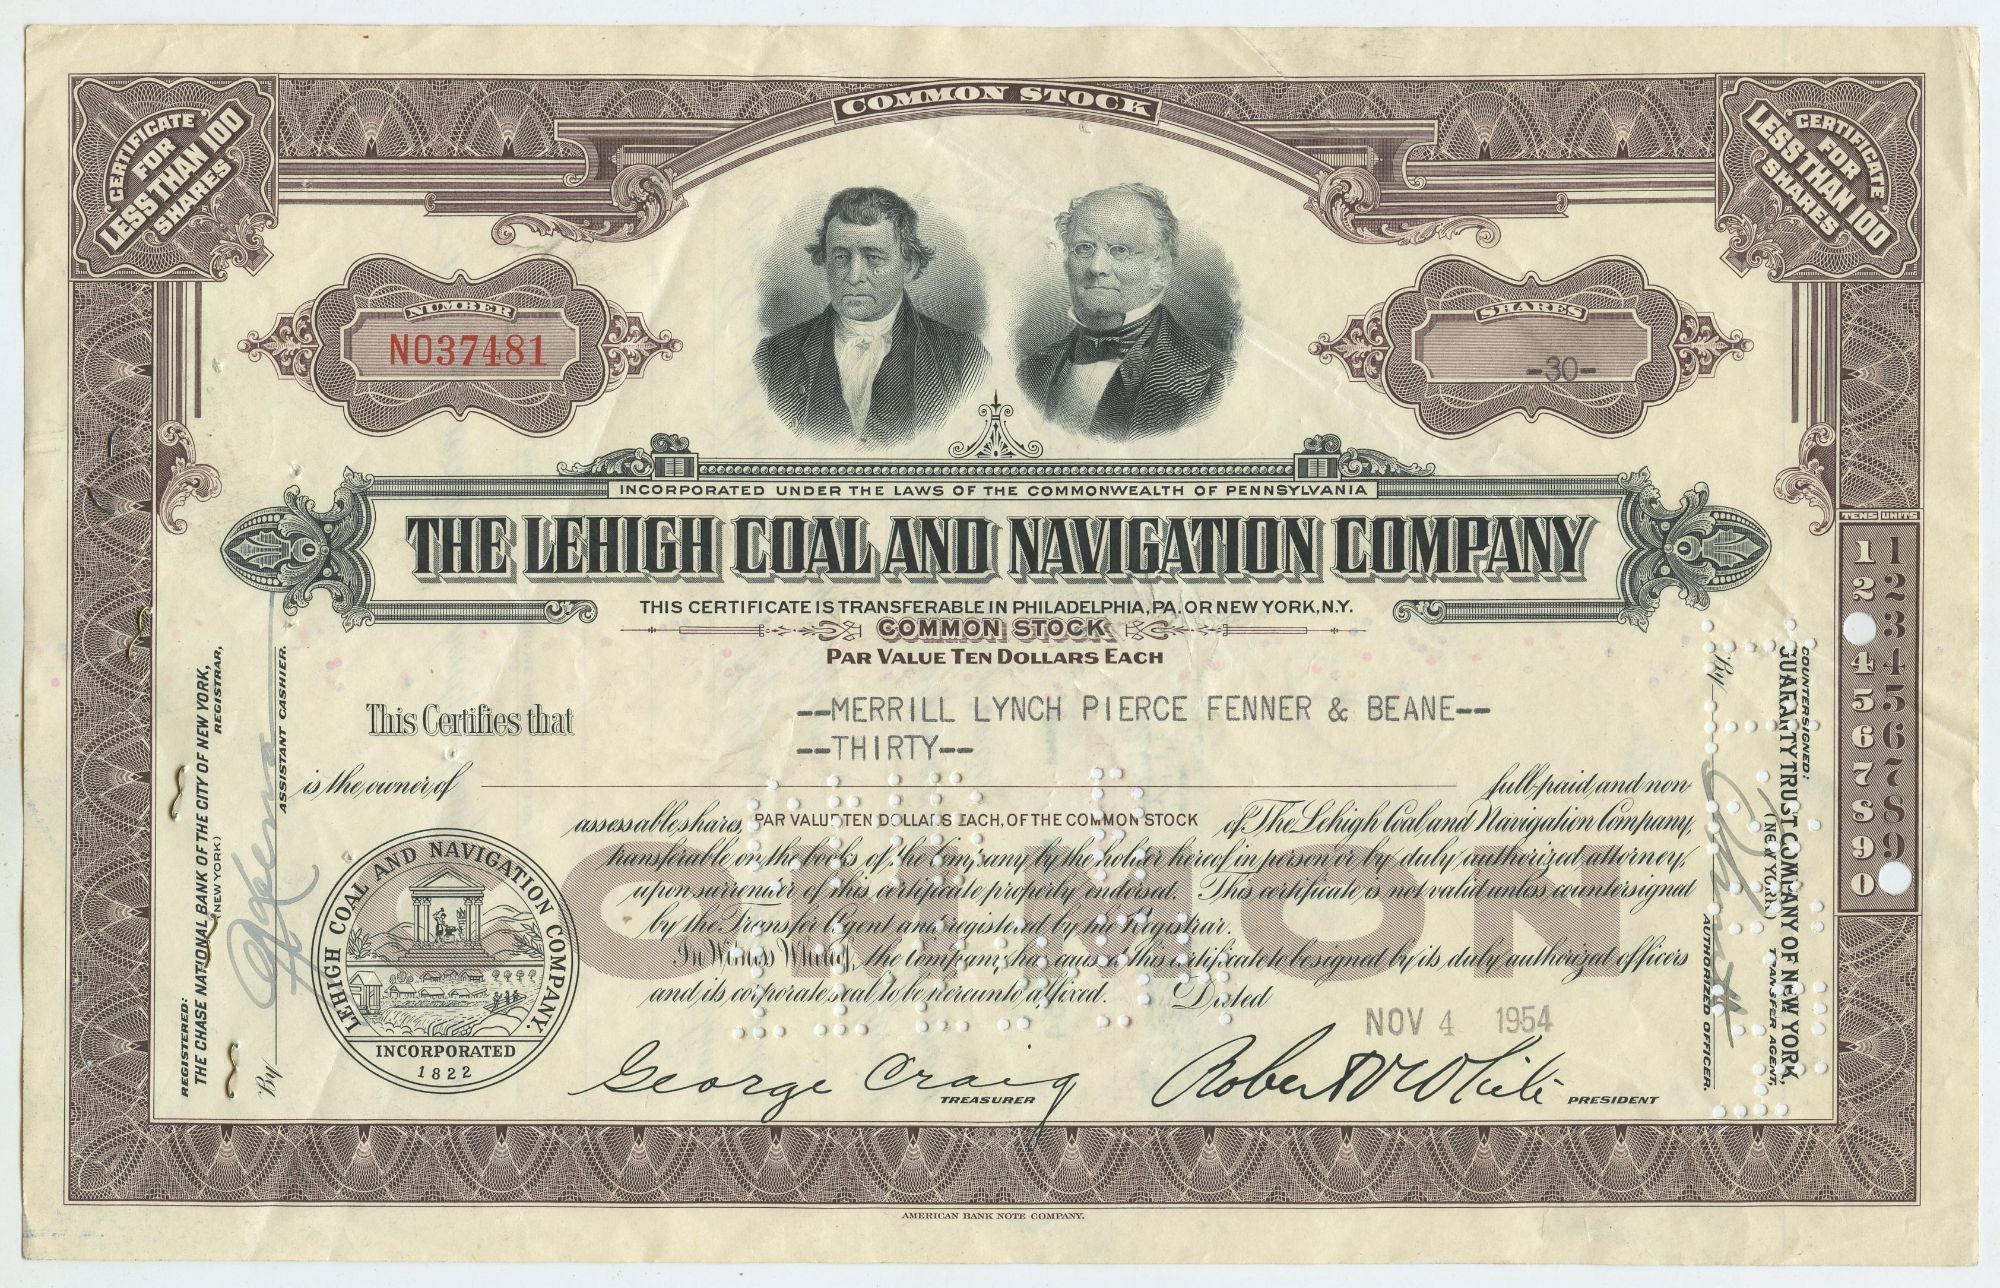 COMMON STOCK
CERTIFICATE FOR LESS THAN 100 SHARES
CERTIFICATE FOR LESS THAN 100 SHARES
NUMBER
NO37481
SHARES
-30-
INCORPORATED UNDER THE LAWS OF THE COMMONWEALTH OF PENNSYLVANIA
THE LEHIGH COAL AND NAVIGATION COMPANY
THIS CERTIFICATE IS TRANSFERABLE IN PHILADELPHIA, PA. OR NEW YORK, N.Y.
COMMON STOCK
PAR VALUE TEN DOLLARS EACH
This Certifies that --MERRILL LYNCH PIERCE FENNER & BEANE--
--THIRTY--
is the owner of full-paid and non-
assessable shares, PAR VALUE TEN DOLLARS EACH, OF THE COMMON STOCK of The Lehigh Coal and Navigation Company,
transferable on the books of the Company by the holder hereof in person or by duly authorized attorney,
upon surrender of this certificate properly endorsed. This certificate is not valid unless countersigned
by the Transfer Agent and registered by the Registrar.
In Witness Whereof, the Company has caused this certificate to be signed by its duly authorized officers
and its corporate seal to be hereunto affixed. Dated
NOV 4 1954
COMMON
George Craig
TREASURER
Robert V White
PRESIDENT
LEHIGH COAL AND NAVIGATION COMPANY.
INCORPORATED
1822
REGISTERED:
THE CHASE NATIONAL BANK OF THE CITY OF NEW YORK,
(NEW YORK) REGISTRAR,
By
ASSISTANT CASHIER.
COUNTERSIGNED:
GUARANTY TRUST COMPANY OF NEW YORK,
(NEW YORK) TRANSFER AGENT,
By
AUTHORIZED OFFICER.
TENS UNITS
1 1
2 2
3
4 4
5 5
6 6
7 7
8 8
9 9
0
AMERICAN BANK NOTE COMPANY.